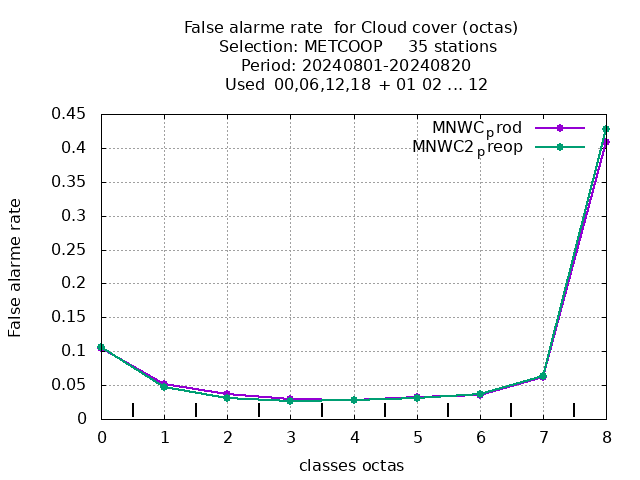 False alarme rate  for Cloud cover (octas)
Selection: METCOOP     35 stations
Period: 20240801-20240820
Used  00,06,12,18 + 01 02 ... 12
MNWC_prod
MNWC2_preop
0.45
0.4
0.35
0.3
0.25
0.2
0.15
0.1
0.05
0
False alarme rate
0 1 2 3 4 5 6 7 8
classes octas